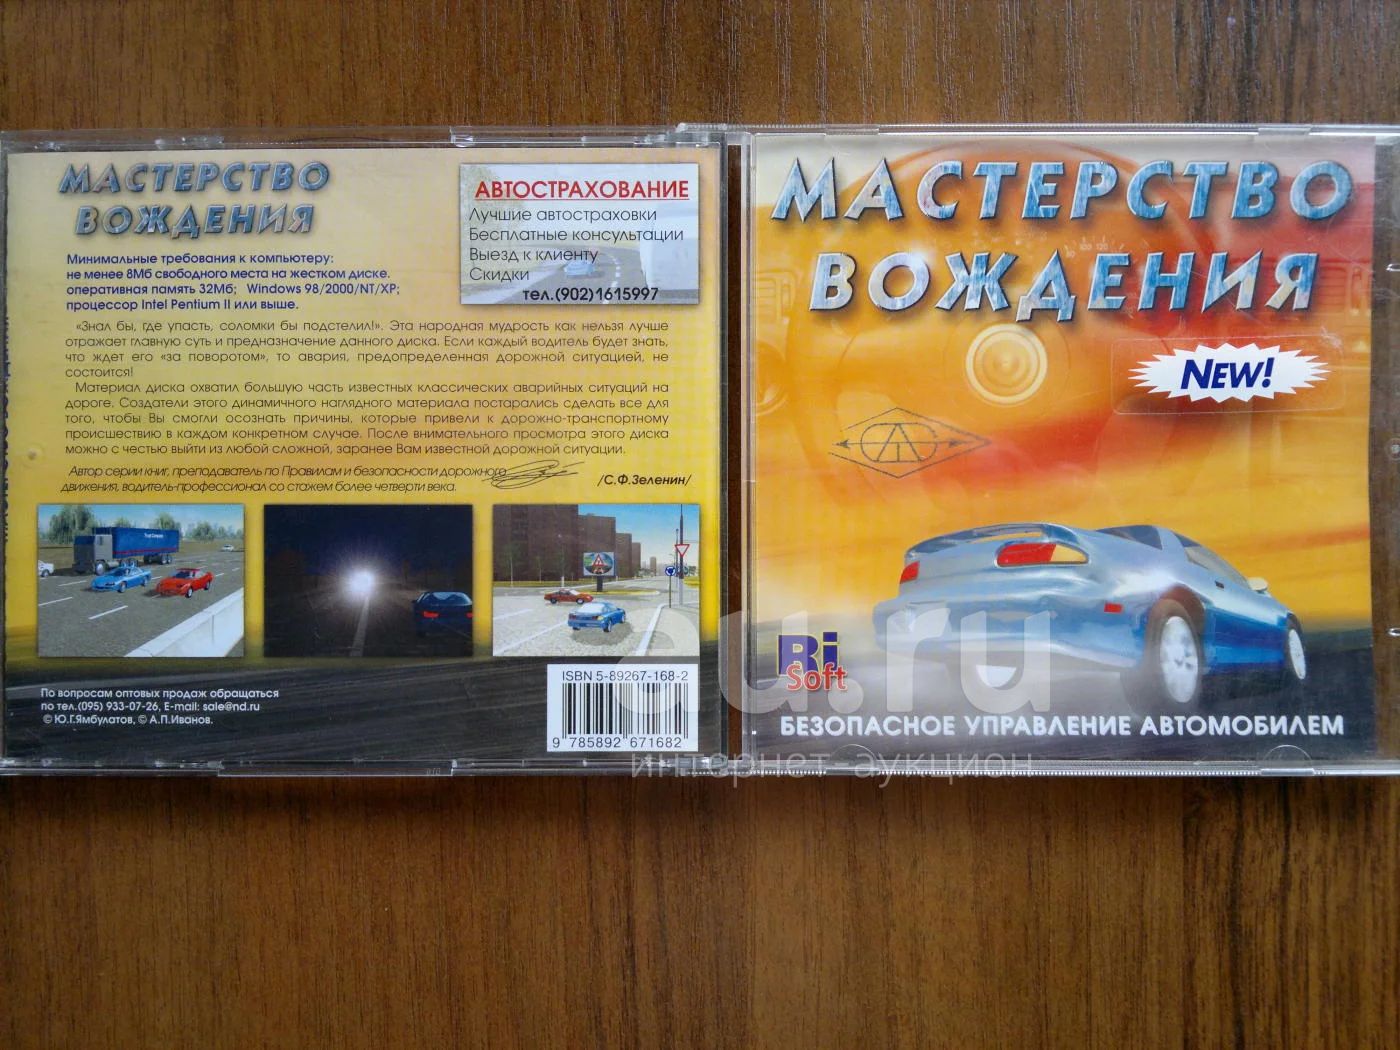 МАСТЕРСТВО
ВОЖДЕНИЯ
Минимальные требования к компьютеру:
не менее 8Мб свободного места на жестком диске.
оперативная память 32Мб; Windows 98/2000/NT/XP;
процессор Intel Pentium II или выше.
АВТОСТРАХОВАНИЕ
Лучшие автостраховки
Бесплатные консультации
Выезд к клиенту
Скидки
тел.(902)1615997
«Знал бы, где упасть, соломки бы подстелил!». Эта народная мудрость как нельзя лучше
отражает главную суть и предназначение данного диска. Если каждый водитель будет знать,
что ждет его «за поворотом», то авария, предопределенная дорожной ситуацией, не
состоится!
Материал диска охватил большую часть известных классических аварийных ситуаций на
дороге. Создатели этого динамичного наглядного материала постарались сделать все для
того, чтобы Вы смогли осознать причины, которые привели к дорожно-транспортному
происшествию в каждом конкретном случае. После внимательного просмотра этого диска
можно с честью выйти из любой сложной, заранее Вам известной дорожной ситуации.
Автор серии книг, преподаватель по Правилам и безопасности дорожного
движения, водитель-профессионал со стажем более четверти века.
/С.Ф.Зеленин/
По вопросам оптовых продаж обращаться
по тел.(095) 933-07-26, E-mail: sale@nd.ru
© Ю.Г.Ямбулатов, © А.П.Иванов.
ISBN 5-89267-168-2
9 785892 671682
МАСТЕРСТВО
ВОЖДЕНИЯ
NEW!
Bi
Soft
БЕЗОПАСНОЕ УПРАВЛЕНИЕ АВТОМОБИЛЕМ
au.ru
интернет аукцион